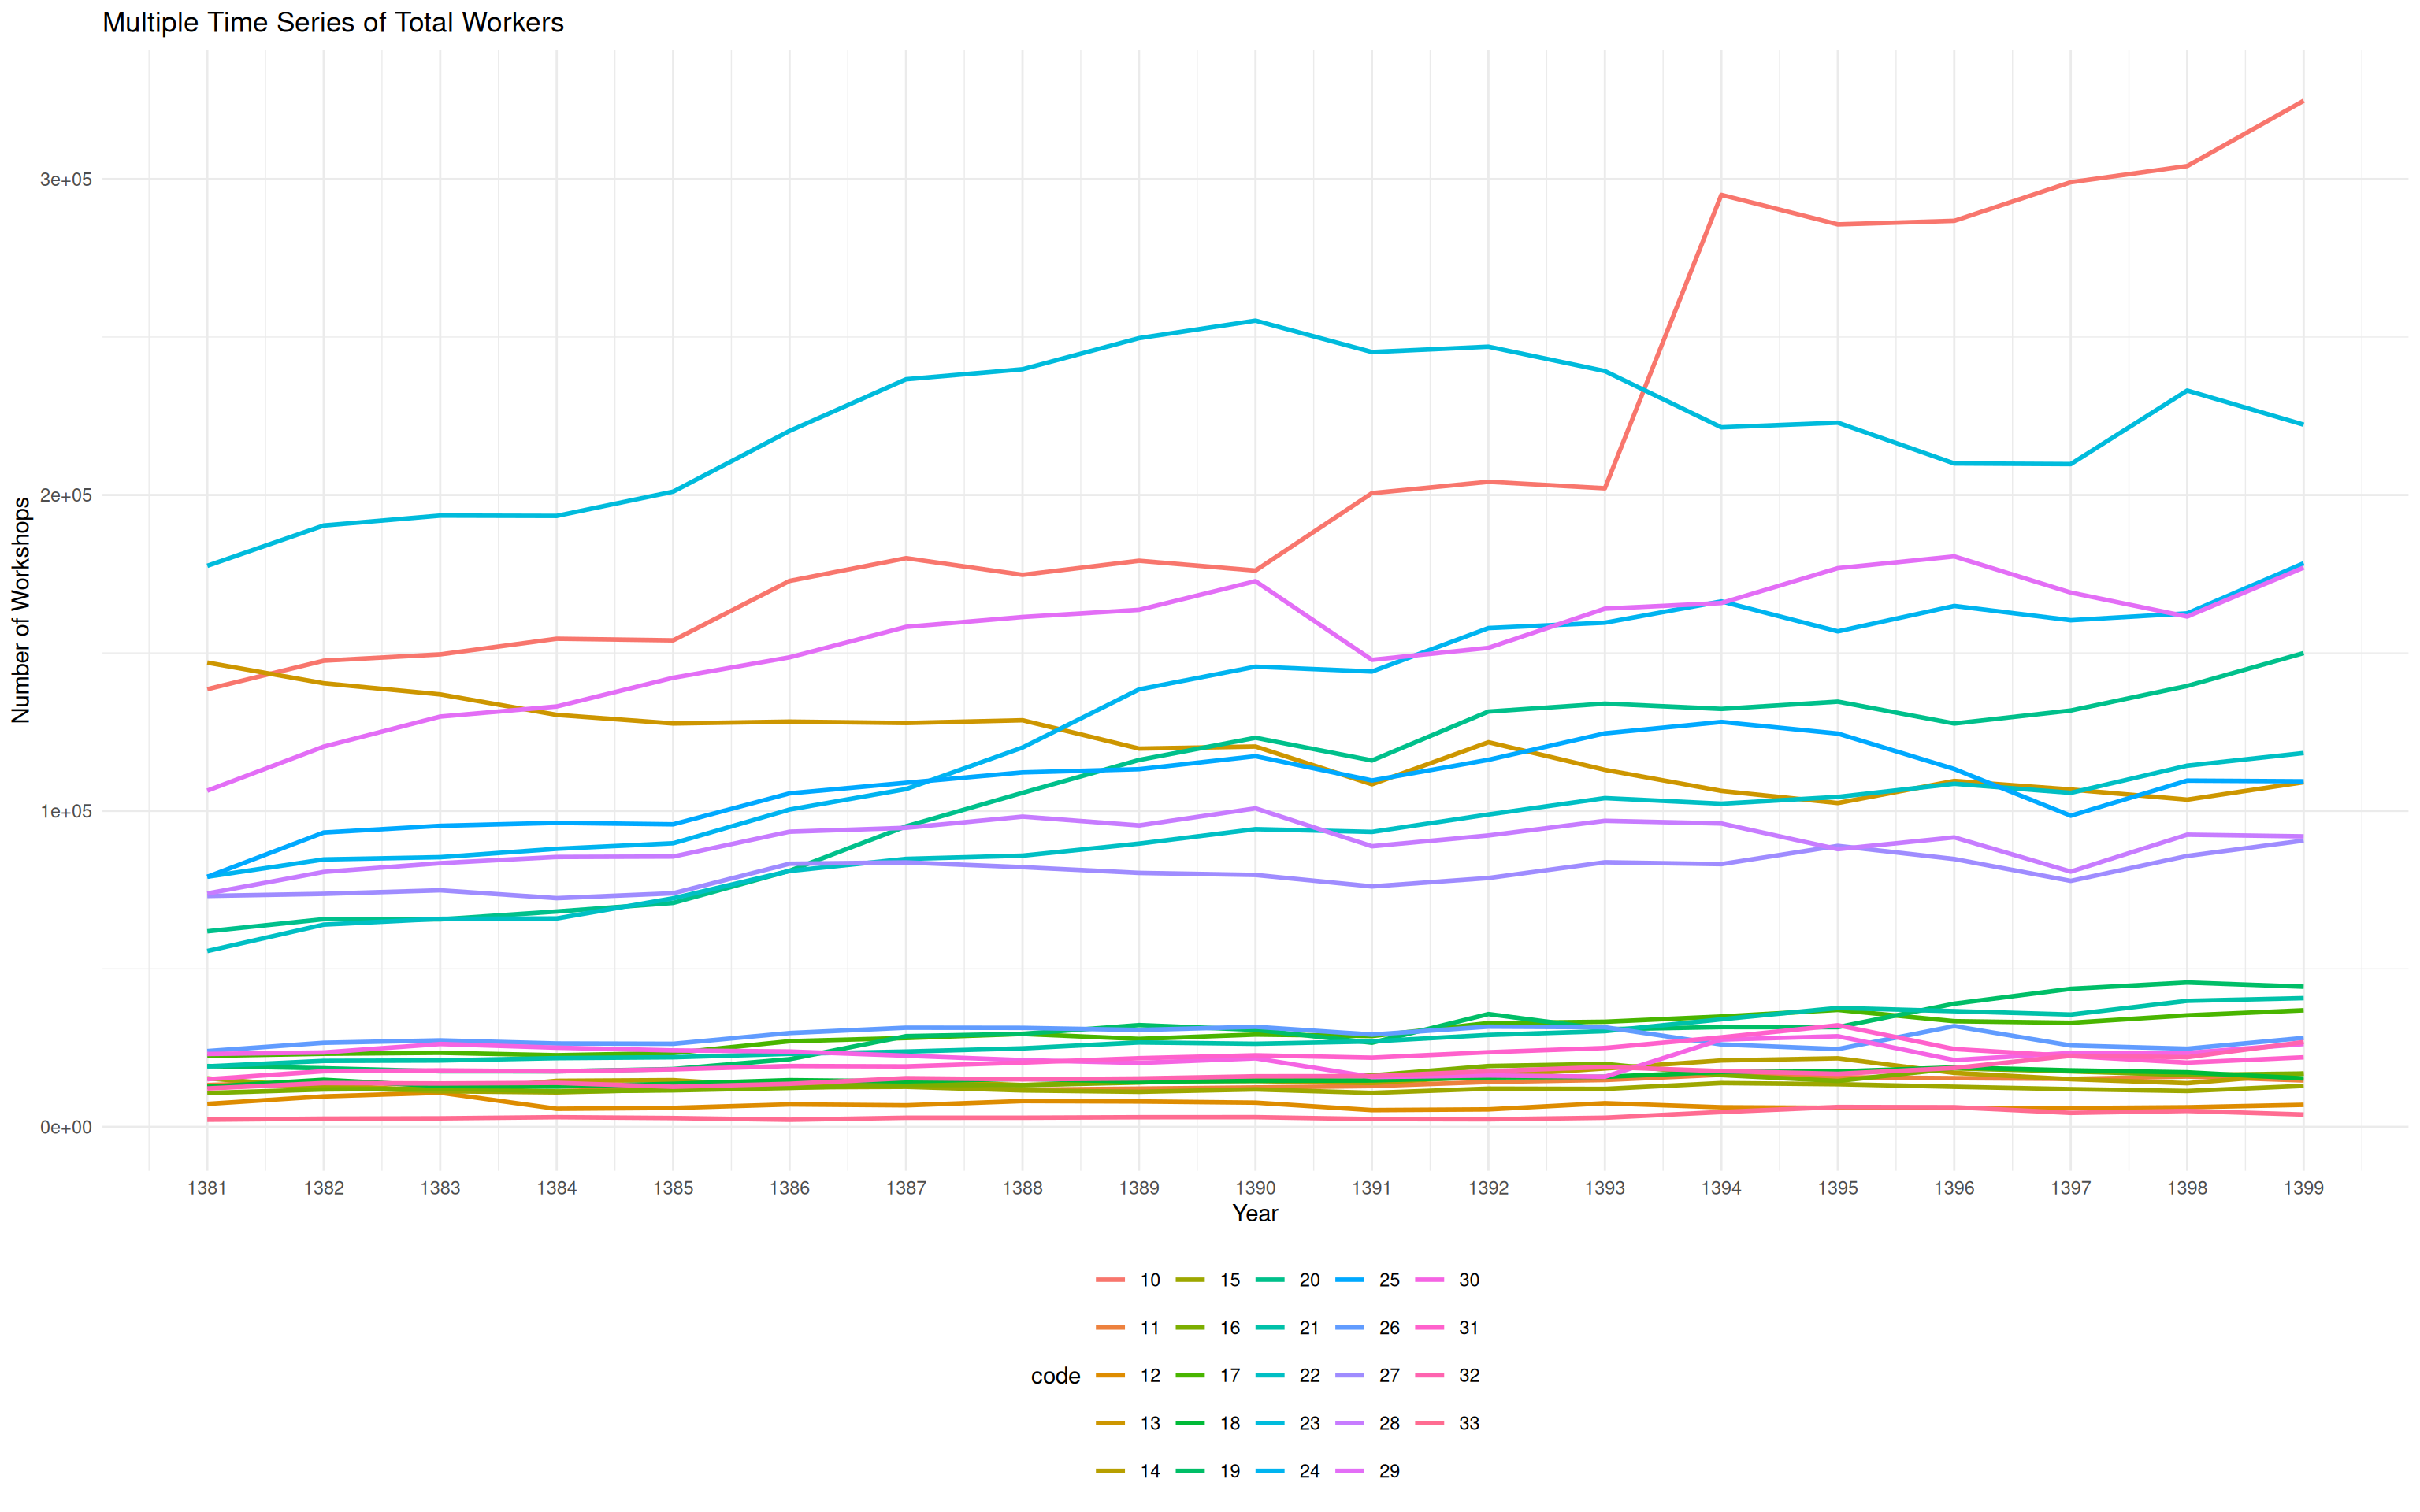 Multiple Time Series of Total Workers
Number of Workshops
3e+05
2e+05
1e+05
0e+00
1381 1382 1383 1384 1385 1386 1387 1388 1389 1390 1391 1392 1393 1394 1395 1396 1397 1398 1399
Year
10 15 20 25 30
11 16 21 26 31
code 12 17 22 27 32
13 18 23 28 33
14 19 24 29